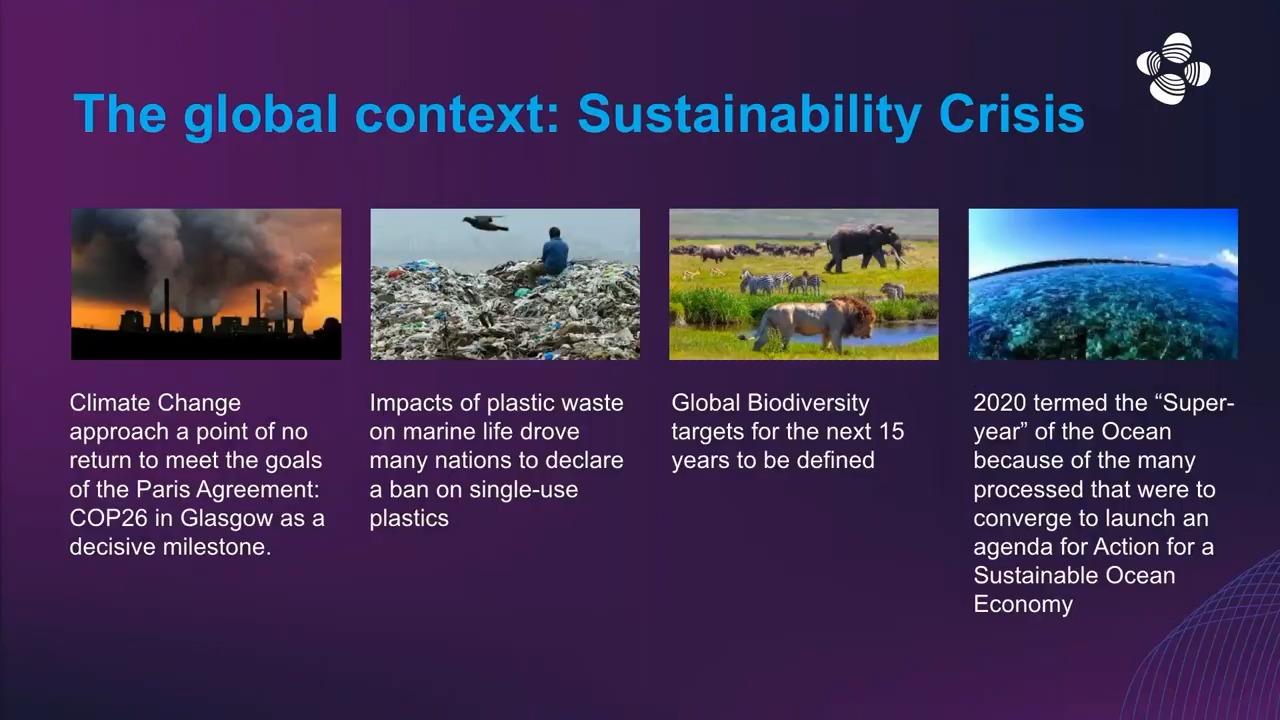 The global context: Sustainability Crisis
Climate Change
approach a point of no
return to meet the goals
of the Paris Agreement:
COP26 in Glasgow as a
decisive milestone.
Impacts of plastic waste
on marine life drove
many nations to declare
a ban on single-use
plastics
Global Biodiversity
targets for the next 15
years to be defined
2020 termed the “Super-
year” of the Ocean
because of the many
processed that were to
converge to launch an
agenda for Action for a
Sustainable Ocean
Economy